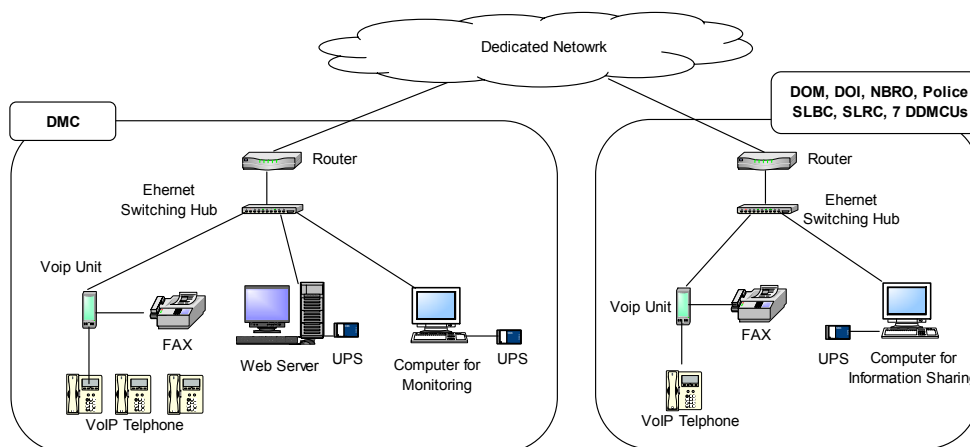 Dedicated Netowrk
DOM, DOI, NBRO, Police
SLBC, SLRC, 7 DDMCUs
DMC
Router
Ehernet
Switching Hub
Voip Unit
FAX
Web Server
UPS
Computer for
Monitoring
UPS
VoIP Telphone
Router
Ehernet
Switching Hub
Voip Unit
FAX
UPS
Computer for
Information Sharing
VoIP Telphone